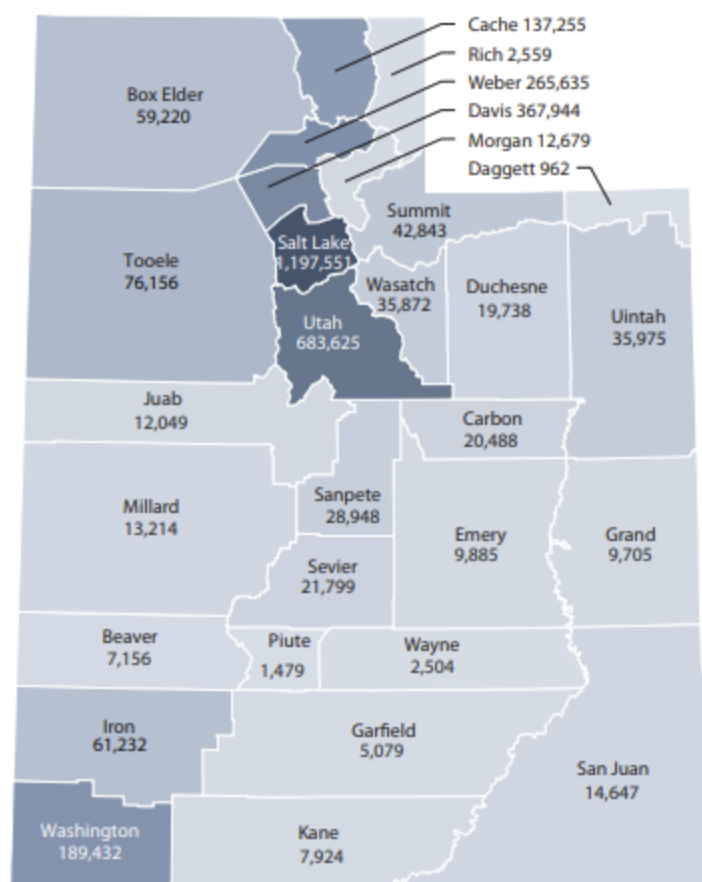 Cache 137,255
Rich 2,559
Weber 265,635
Davis 367,944
Morgan 12,679
Daggett 962
Box Elder
59,220
Summit
42,843
Salt Lake
1,197,551
Tooele
76,156
Wasatch
35,872
Duchesne
19,738
Uintah
35,975
Utah
683,625
Juab
12,049
Carbon
20,488
Sanpete
28,948
Millard
13,214
Emery
9,885
Grand
9,705
Sevier
21,799
Beaver
7,156
Piute
1,479
Wayne
2,504
Iron
61,232
Garfield
5,079
San Juan
14,647
Washington
189,432
Kane
7,924